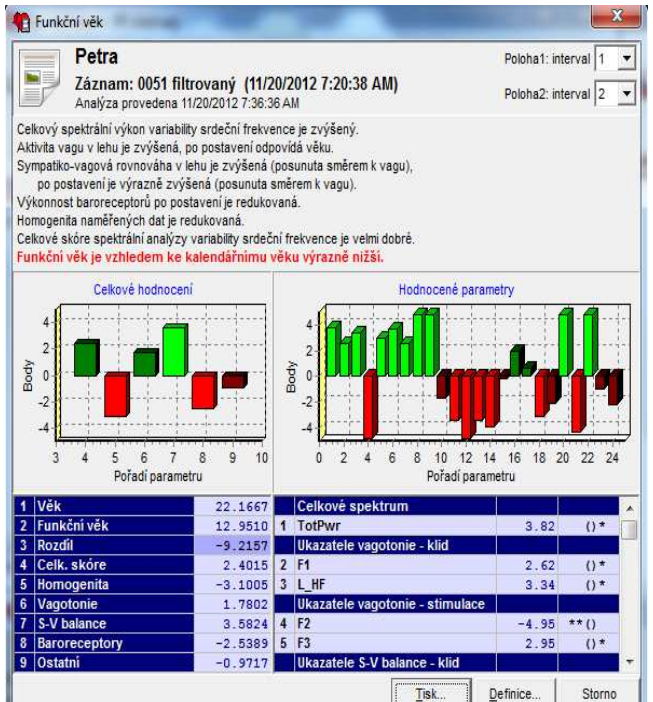 Funkční věk
Petra
Poloha1: interval 1
Záznam: 0051 filtrovaný (11/20/2012 7:20:38 AM)
Poloha2: interval 2
Analýza provedena 11/20/2012 7:36:36 AM
Celkový spektrální výkon variability srdeční frekvence je zvýšený.
Aktivita vagu v lehu je zvýšená, po postavení odpovídá věku.
Sympatiko-vagová rovnováha v lehu je zvýšená (posunuta směrem k vagu),
po postavení je výrazně zvýšená (posunuta směrem k vagu).
Výkonnost baroreceptorů po postavení je redukovaná.
Homogenita naměřených dat je redukovaná.
Celkové skóre spektrální analýzy variability srdeční frekvence je velmi dobré.
Funkční věk je vzhledem ke kalendářnímu věku výrazně nižší.
Celkové hodnocení
Body
4
2
0
-2
-4
3 4 5 6 7 8 9 10
Pořadí parametru
Hodnocené parametry
Body
4
2
0
-2
-4
0 2 4 6 8 10 12 14 16 18 20 22 24
Pořadí parametru
1 Věk 22.1667
2 Funkční věk 12.9510
3 Rozdíl -9.2157
4 Celk. skóre 2.4015
5 Homogenita -3.1005
6 Vagotonie 1.7802
7 S-V balance 3.5824
8 Baroreceptory -2.5389
9 Ostatní -0.9717
Celkové spektrum
1 TotPwr 3.82 ()*
Ukazatele vagotonie - klid
2 F1 2.62 ()*
3 L_HF 3.34 ()*
Ukazatele vagotonie - stimulace
4 F2 -4.95 **()
5 F3 2.95 ()*
Ukazatele S-V balance - klid
Tisk...
Definice...
Storno